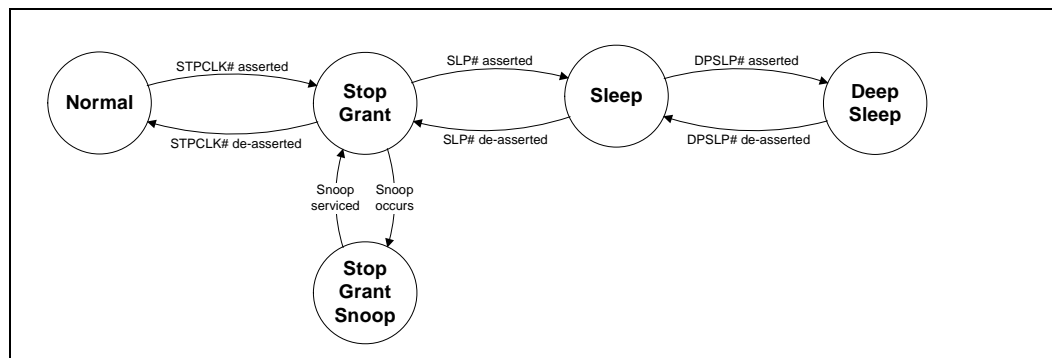 STPCLK# asserted
SLP# asserted
DPSLP# asserted
Normal
Stop
Grant
Sleep
Deep
Sleep
STPCLK# de-asserted
SLP# de-asserted
DPSLP# de-asserted
Snoop
serviced
Snoop
occurs
Stop
Grant
Snoop